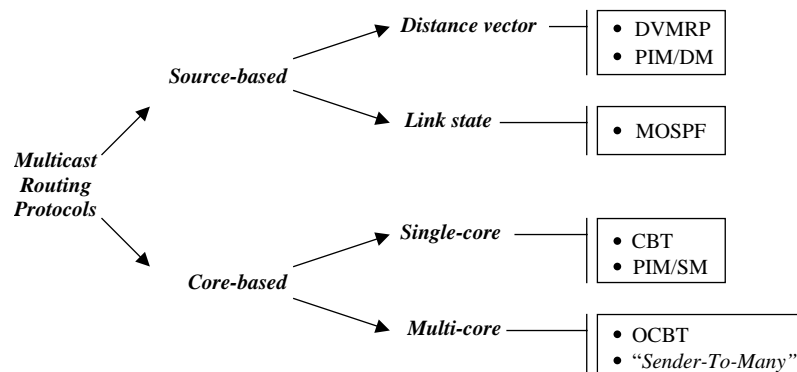 Distance vector
• DVMRP
• PIM/DM
Source-based
Link state
• MOSPF
Multicast
Routing
Protocols
Single-core
• CBT
• PIM/SM
Core-based
Multi-core
• OCBT
• “Sender-To-Many”